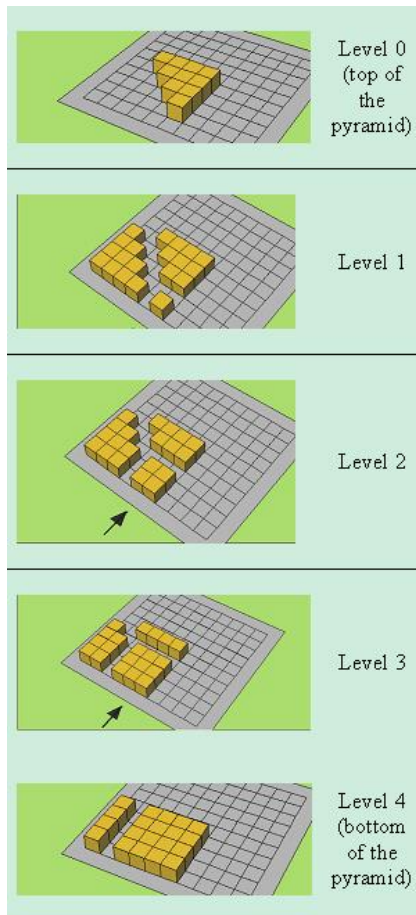 Level 0
(top of
the
pyramid)
Level 1
Level 2
Level 3
Level 4
(bottom
of the
pyramid)